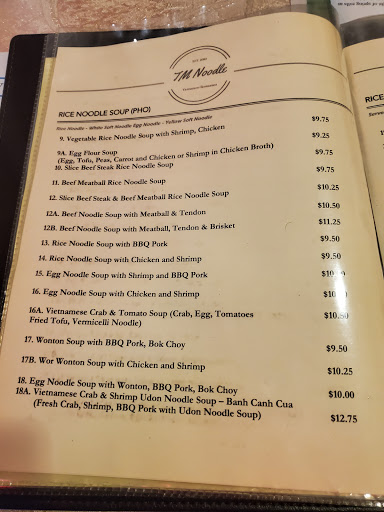 EST. 
TM Noodle
Vietnamese Restaurant
RICE NOODLE SOUP (PHO)
Rice Noodle - White Soft Noodle Egg Noodle - Yellow Soft Noodle
9. Vegetable Rice Noodle Soup with Shrimp, Chicken $9.75
9A. Egg Flour Soup $9.25
(Egg, Tofu, Peas, Carrot and Chicken or Shrimp in Chicken Broth)
10. Slice Beef Steak Rice Noodle Soup $9.75
11. Beef Meatball Rice Noodle Soup $9.75
12. Slice Beef Steak & Beef Meatball Rice Noodle Soup $10.25
12A. Beef Noodle Soup with Meatball & Tendon $10.50
12B. Beef Noodle Soup with Meatball, Tendon & Brisket $11.25
13. Rice Noodle Soup with BBQ Pork $9.50
14. Rice Noodle Soup with Chicken and Shrimp $9.50
15. Egg Noodle Soup with Shrimp and BBQ Pork
16. Egg Noodle Soup with Chicken and Shrimp
16A. Vietnamese Crab & Tomato Soup (Crab, Egg, Tomatoes $10.50
Fried Tofu, Vermicelli Noodle)
17. Wonton Soup with BBQ Pork, Bok Choy $9.50
17B. Wor Wonton Soup with Chicken and Shrimp $10.25
18. Egg Noodle Soup with Wonton, BBQ Pork, Bok Choy $10.00
18A. Vietnamese Crab & Shrimp Udon Noodle Soup – Banh Canh Cua
(Fresh Crab, Shrimp, BBQ Pork with Udon Noodle Soup) $12.75
RICE